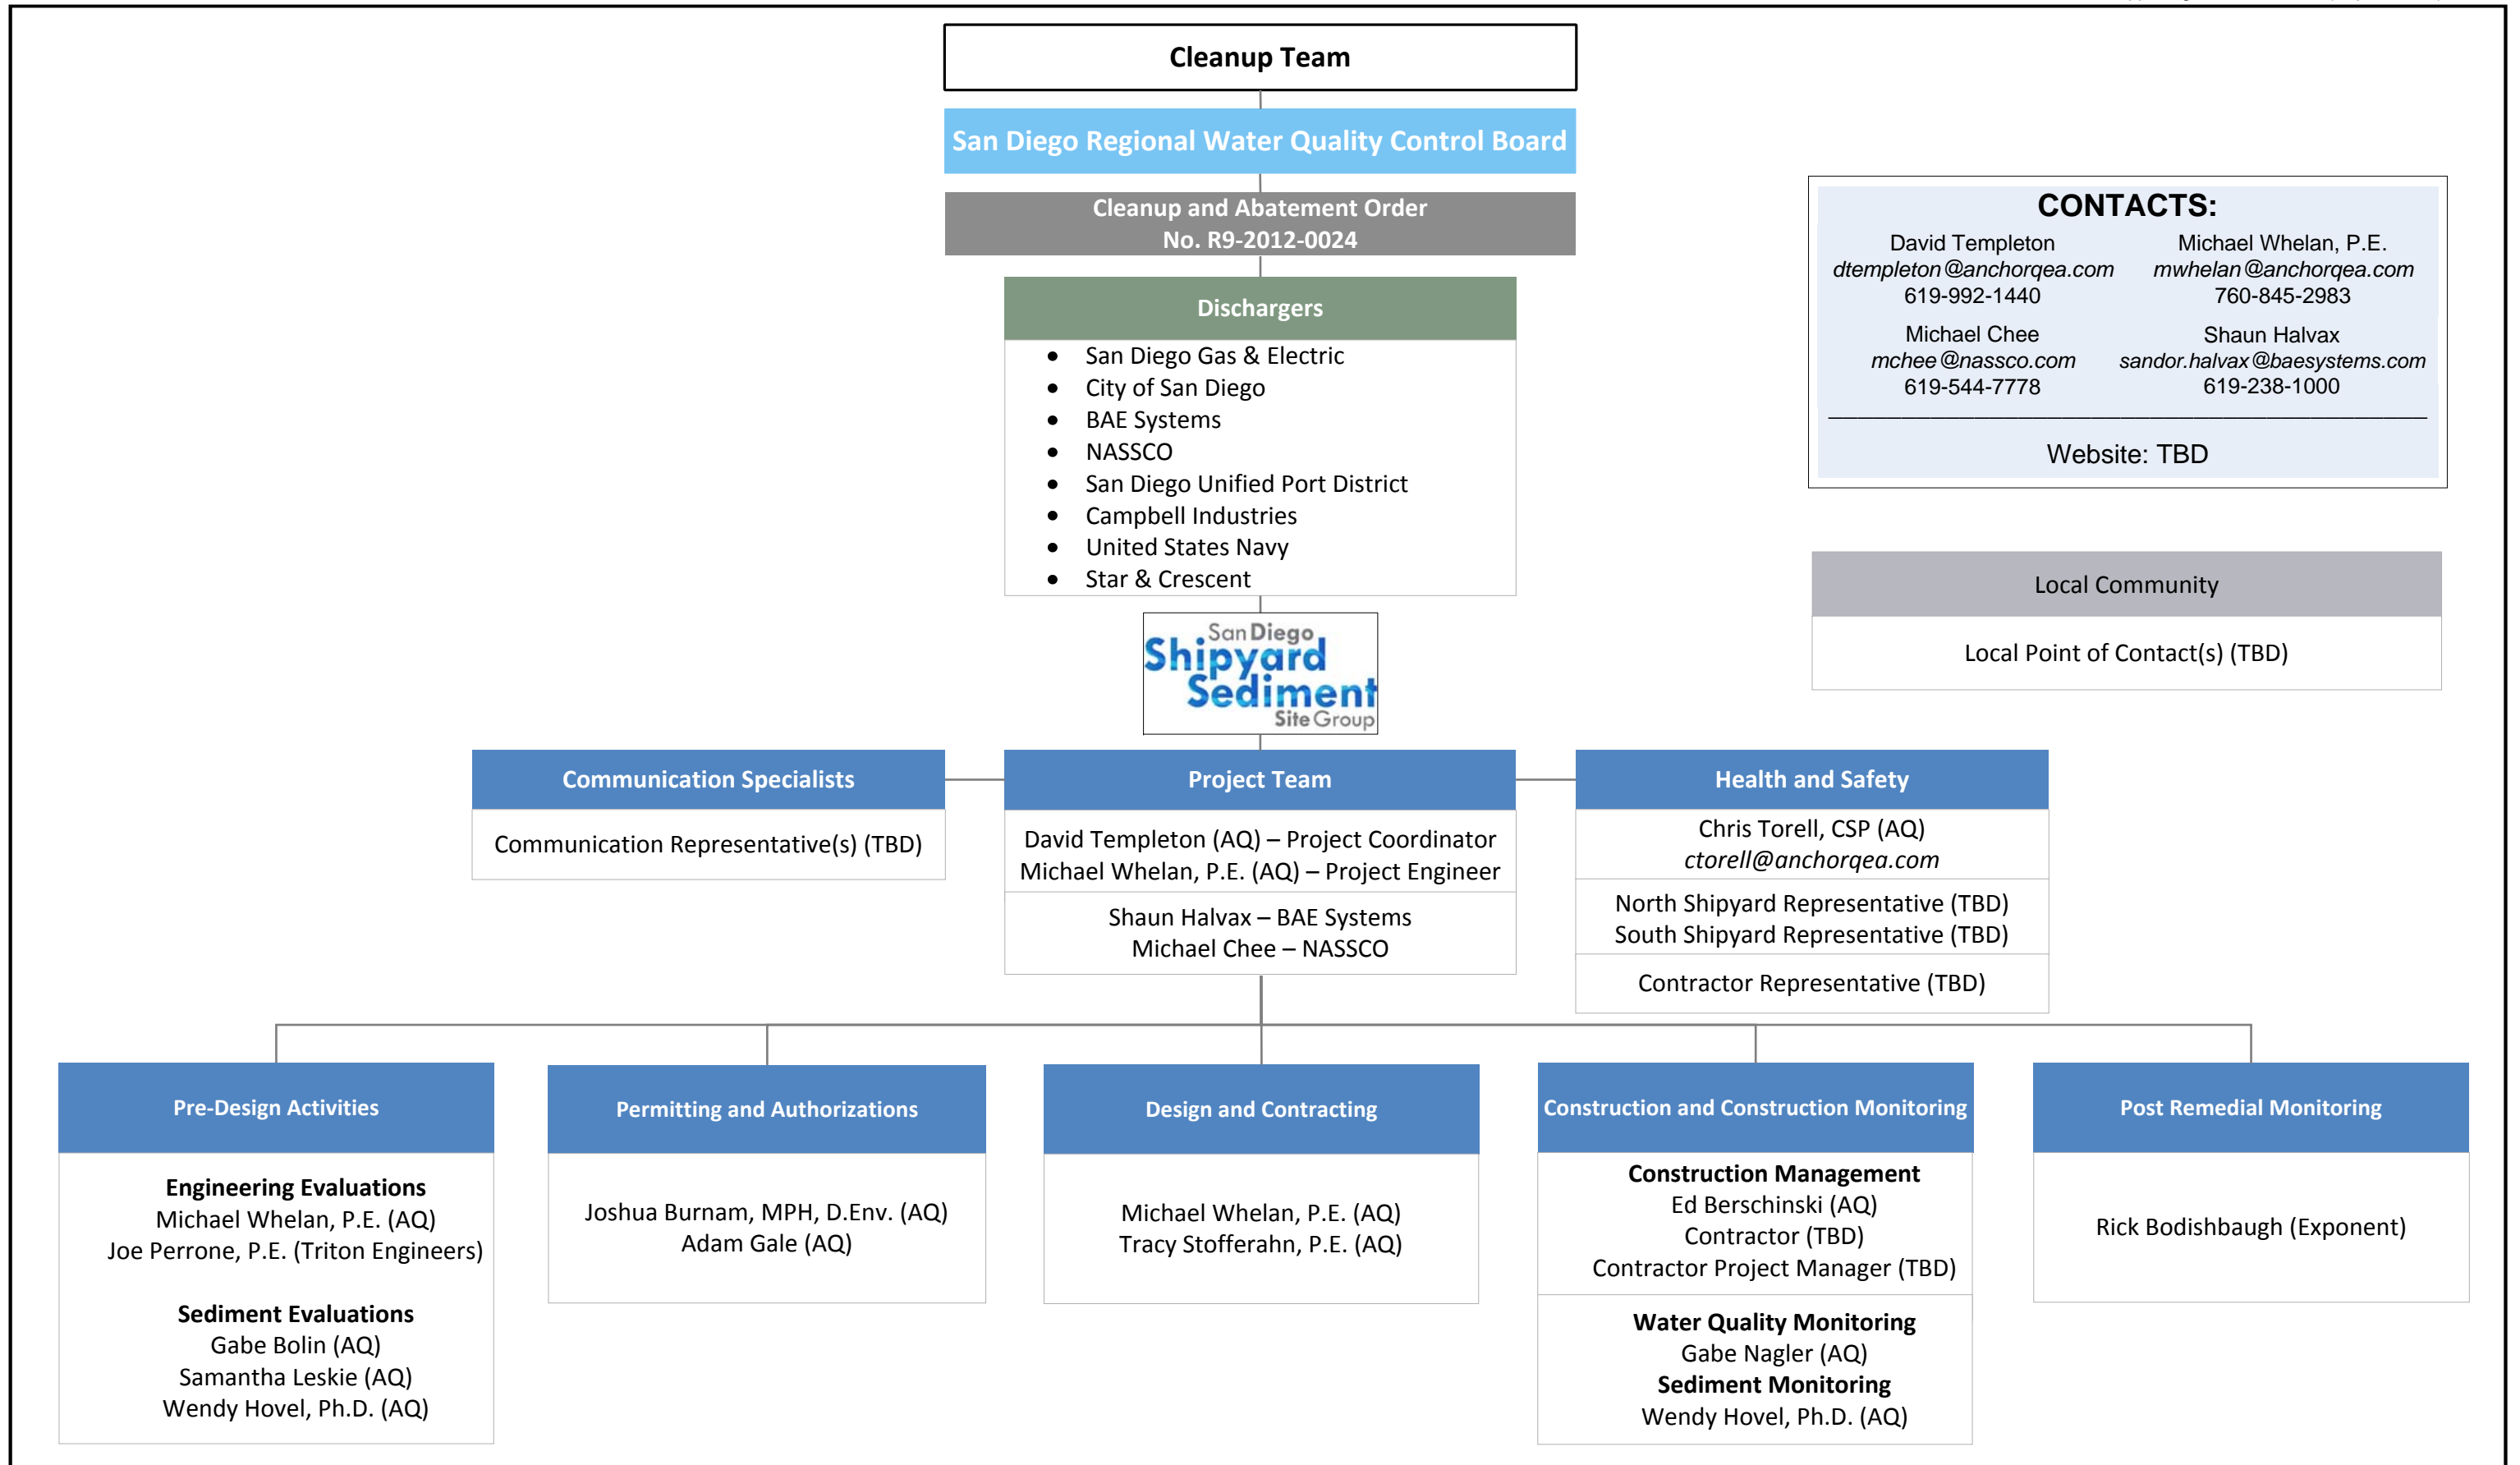 Cleanup Team
San Diego Regional Water Quality Control Board
Cleanup and Abatement Order
No. R9-2012-0024
Dischargers
• San Diego Gas & Electric
• City of San Diego
• BAE Systems
• NASSCO
• San Diego Unified Port District
• Campbell Industries
• United States Navy
• Star & Crescent
CONTACTS:
David Templeton
dtempleton@anchorqea.com
619-992-1440
Michael Whelan, P.E.
mwhelan@anchorqea.com
760-845-2983
Michael Chee
mchee@nassco.com
619-544-7778
Shaun Halvax
sandor.halvax@baesystems.com
619-238-1000
Website: TBD
Local Community
Local Point of Contact(s) (TBD)
San Diego
Shipyard
Sediment
Site Group
Communication Specialists
Communication Representative(s) (TBD)
Project Team
David Templeton (AQ) – Project Coordinator
Michael Whelan, P.E. (AQ) – Project Engineer
Shaun Halvax – BAE Systems
Michael Chee – NASSCO
Health and Safety
Chris Torell, CSP (AQ)
ctorell@anchorqea.com
North Shipyard Representative (TBD)
South Shipyard Representative (TBD)
Contractor Representative (TBD)
Pre-Design Activities
Engineering Evaluations
Michael Whelan, P.E. (AQ)
Joe Perrone, P.E. (Triton Engineers)
Sediment Evaluations
Gabe Bolin (AQ)
Samantha Leskie (AQ)
Wendy Hovel, Ph.D. (AQ)
Permitting and Authorizations
Joshua Burnam, MPH, D.Env. (AQ)
Adam Gale (AQ)
Design and Contracting
Michael Whelan, P.E. (AQ)
Tracy Stofferahn, P.E. (AQ)
Construction and Construction Monitoring
Construction Management
Ed Berschinski (AQ)
Contractor (TBD)
Contractor Project Manager (TBD)
Water Quality Monitoring
Gabe Nagler (AQ)
Sediment Monitoring
Wendy Hovel, Ph.D. (AQ)
Post Remedial Monitoring
Rick Bodishbaugh (Exponent)